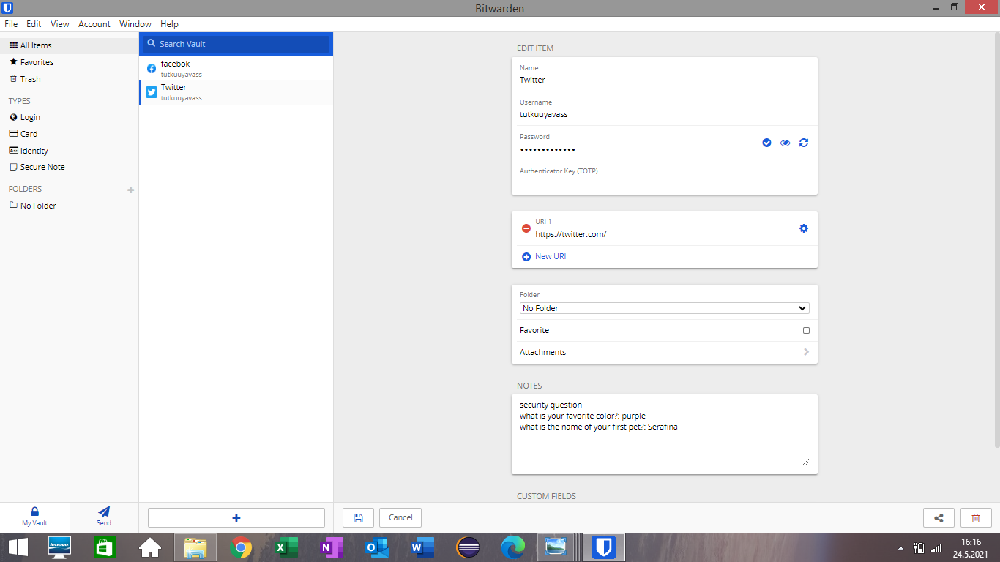 Bitwarden
File Edit View Account Window Help
All Items
Favorites
Trash
TYPES
Login
Card
Identity
Secure Note
FOLDERS
No Folder
My Vault
Send
Search Vault
facebok
tutkuuyavass
Twitter
tutkuuyavass
EDIT ITEM
Name
Twitter
Username
tutkuuyavass
Password
•••••••••••••
Authenticator Key (TOTP)
URI 1
https://twitter.com/
New URI
Folder
No Folder
Favorite
Attachments
NOTES
security question
what is your favorite color?: purple
what is the name of your first pet?: Serafina
CUSTOM FIELDS
Cancel
lenovo
16:16
24.5.2021